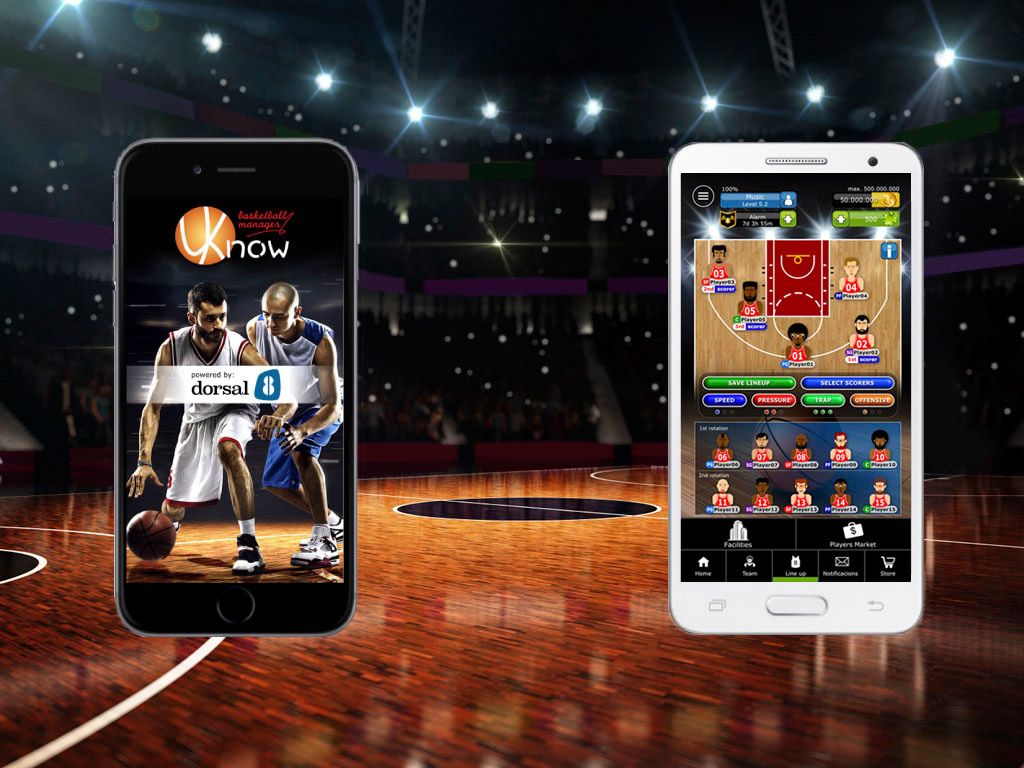 basketball
manager
YKnow
powered by:
dorsal 8
100%
max. 500.000.000
Music
Level 5.2
50.000.000
Alarm
7d 3h 55m
500
i
03
SF Player03
2nd scorer
04
PF Player04
05
C Player05
3rd scorer
02
SG Player02
1st scorer
01
PG Player01
SAVE LINEUP
SELECT SCORERS
SPEED
PRESSURE
TRAP
OFFENSIVE
1st rotation
06
07
08
09
10
PG Player06
SG Player07
SF Player08
PF Player09
C Player10
2nd rotation
11
12
13
14
15
PG Player11
SG Player12
SF Player13
PF Player14
C Player15
Facilities
$
Players Market
8
Home
Team
Line up
Notificacions
Store